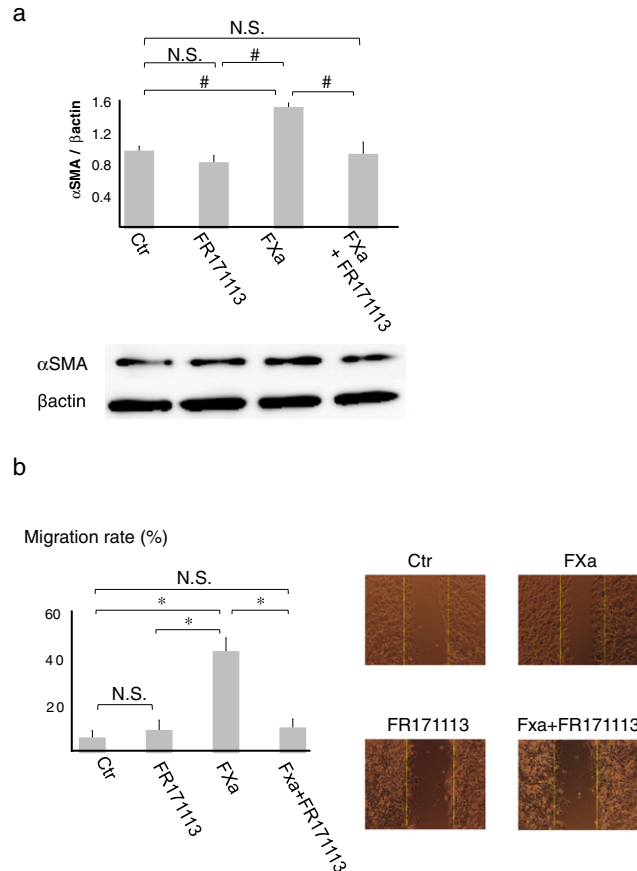 a
N.S.
N.S. #
# #
αSMA / βactin
1.6
1.2
0.8
0.4
Ctr
FR171113
FXa
FXa
+ FR171113
αSMA
βactin
b
Migration rate (%)
N.S.
* *
*
N.S.
60
40
20
Ctr
FR171113
FXa
Fxa+FR171113
Ctr FXa
FR171113 Fxa+FR171113